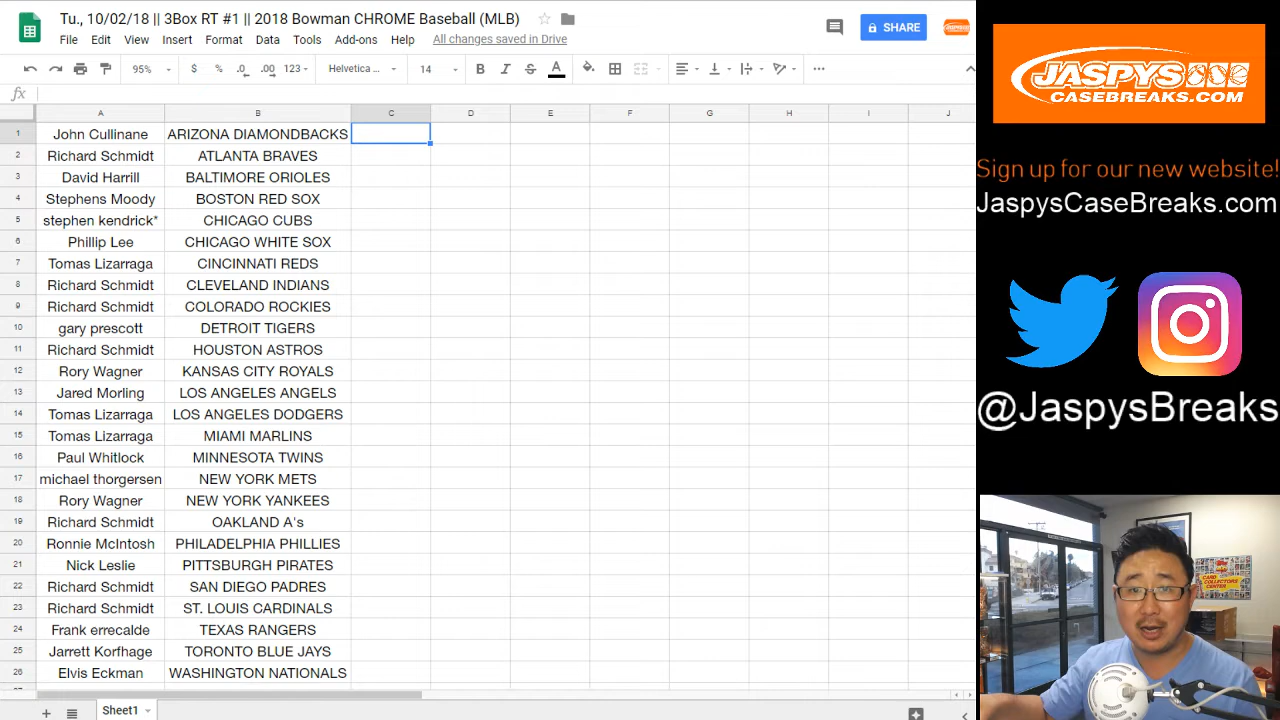 Tu., 10/02/18 || 3Box RT #1 || 2018 Bowman CHROME Baseball (MLB)
File Edit View Insert Tools Add-ons Help All changes saved in Drive
SHARE
95% $ % .0 .00 123 14 B I S A
fx
A B C D E F G H I J
1 John Cullinane ARIZONA DIAMONDBACKS
2 Richard Schmidt ATLANTA BRAVES
3 David Harrill BALTIMORE ORIOLES
4 Stephens Moody BOSTON RED SOX
5 stephen kendrick* CHICAGO CUBS
6 Phillip Lee CHICAGO WHITE SOX
7 Tomas Lizarraga CINCINNATI REDS
8 Richard Schmidt CLEVELAND INDIANS
9 Richard Schmidt COLORADO ROCKIES
10 gary prescott DETROIT TIGERS
11 Richard Schmidt HOUSTON ASTROS
12 Rory Wagner KANSAS CITY ROYALS
13 Jared Morling LOS ANGELES ANGELS
14 Tomas Lizarraga LOS ANGELES DODGERS
15 Tomas Lizarraga MIAMI MARLINS
16 Paul Whitlock MINNESOTA TWINS
17 michael thorgersen NEW YORK METS
18 Rory Wagner NEW YORK YANKEES
19 Richard Schmidt OAKLAND A's
20 Ronnie McIntosh PHILADELPHIA PHILLIES
21 Nick Leslie PITTSBURGH PIRATES
22 Richard Schmidt SAN DIEGO PADRES
23 Richard Schmidt ST. LOUIS CARDINALS
24 Frank errecalde TEXAS RANGERS
25 Jarrett Korfhage TORONTO BLUE JAYS
26 Elvis Eckman WASHINGTON NATIONALS
Sheet1
JASPYS
CASEBREAKS.COM
Sign up for our new website!
JaspysCaseBreaks.com
@JaspysBreaks